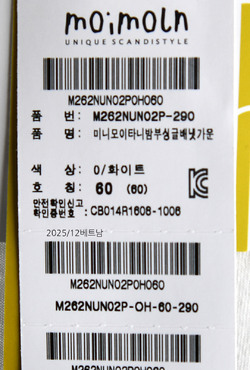 moimoln
UNIQUE SCANDISTYLE
M262NUN02P0H060
품 번: M262NUN02P-290
품 명: 미니모이타니밤부싱글배냇가운
색 상: 0/화이트
호 칭: 60 (60)
안전확인신고
확인증번호 : CB014R1608-1006
2025/12베트남
M262NUN02P0H060
M262NUN02P-OH-60-290
M262NUN02P0H060